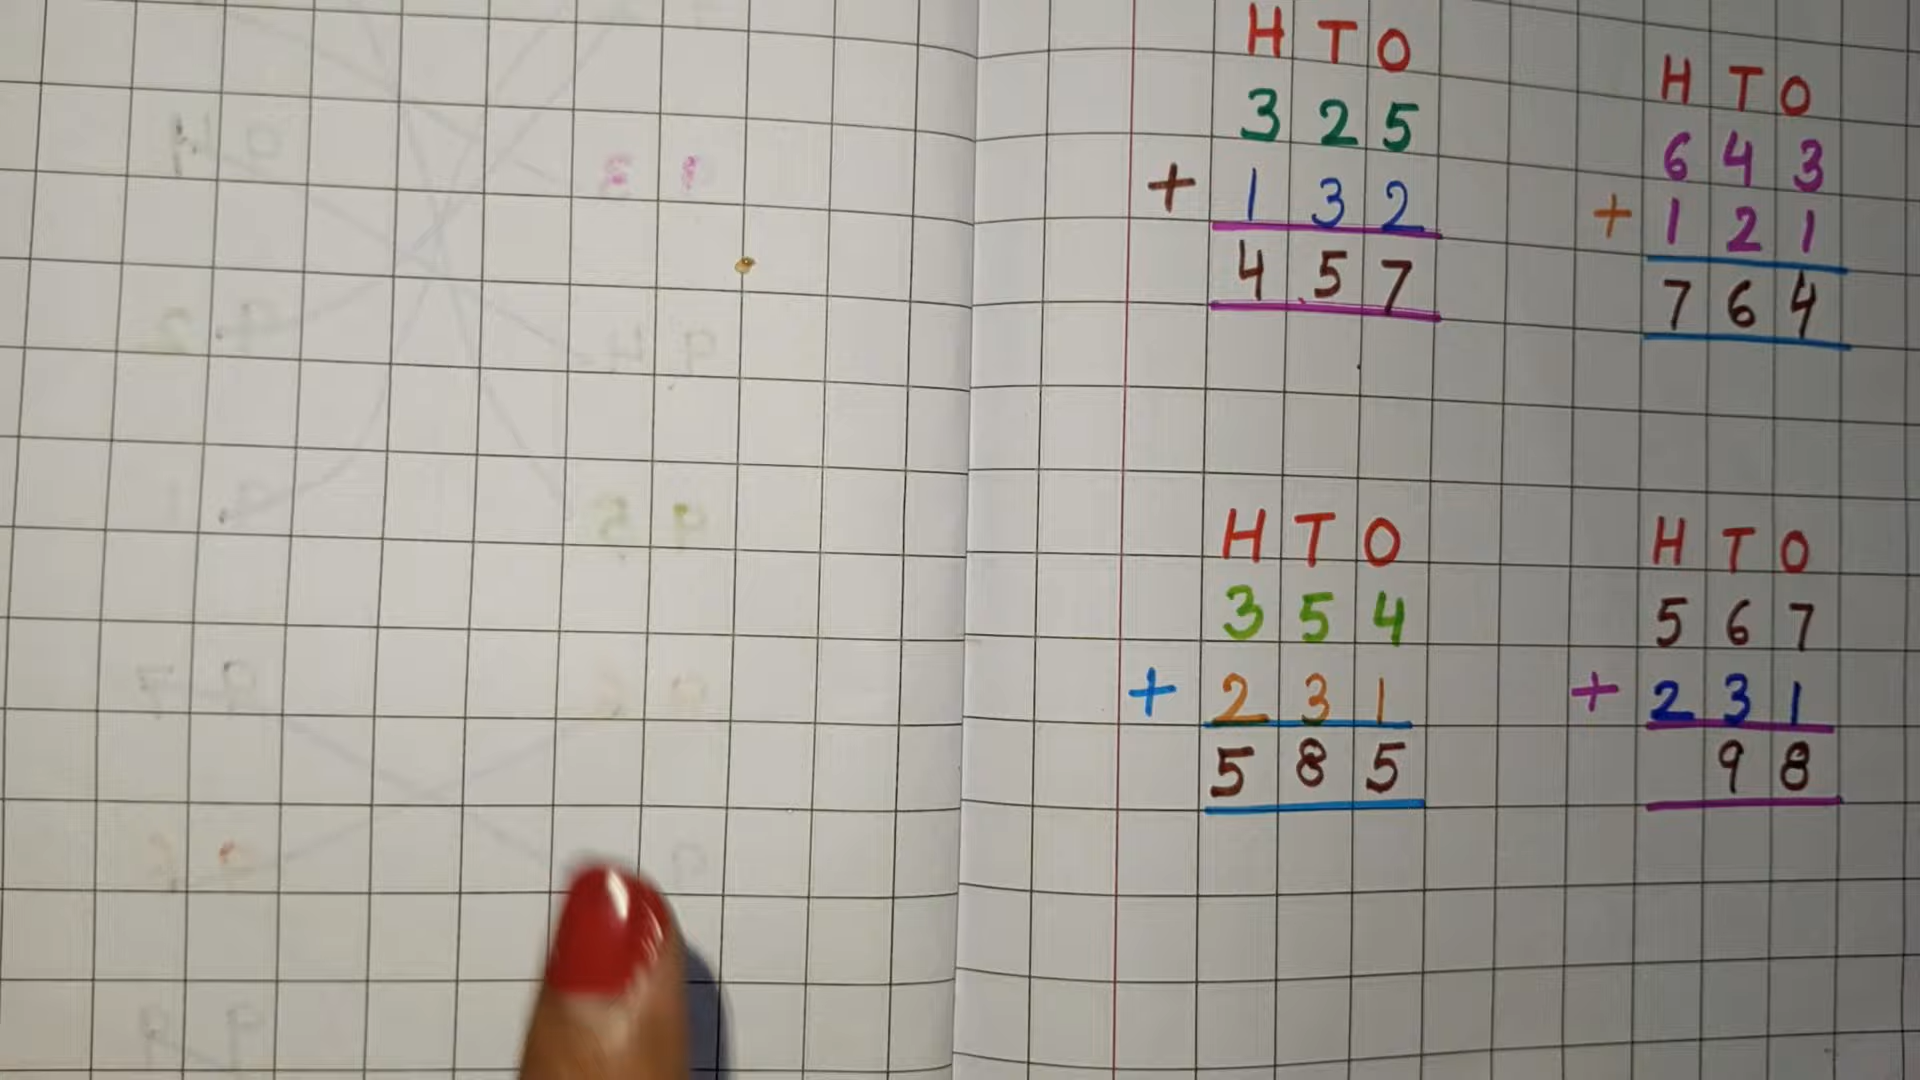 H T O
3 2 5
+ 1 3 2
4 5 7
H T O
6 4 3
+ 1 2 1
7 6 4
H T O
3 5 4
+ 2 3 1
5 8 5
H T O
5 6 7
+ 2 3 1
9 8